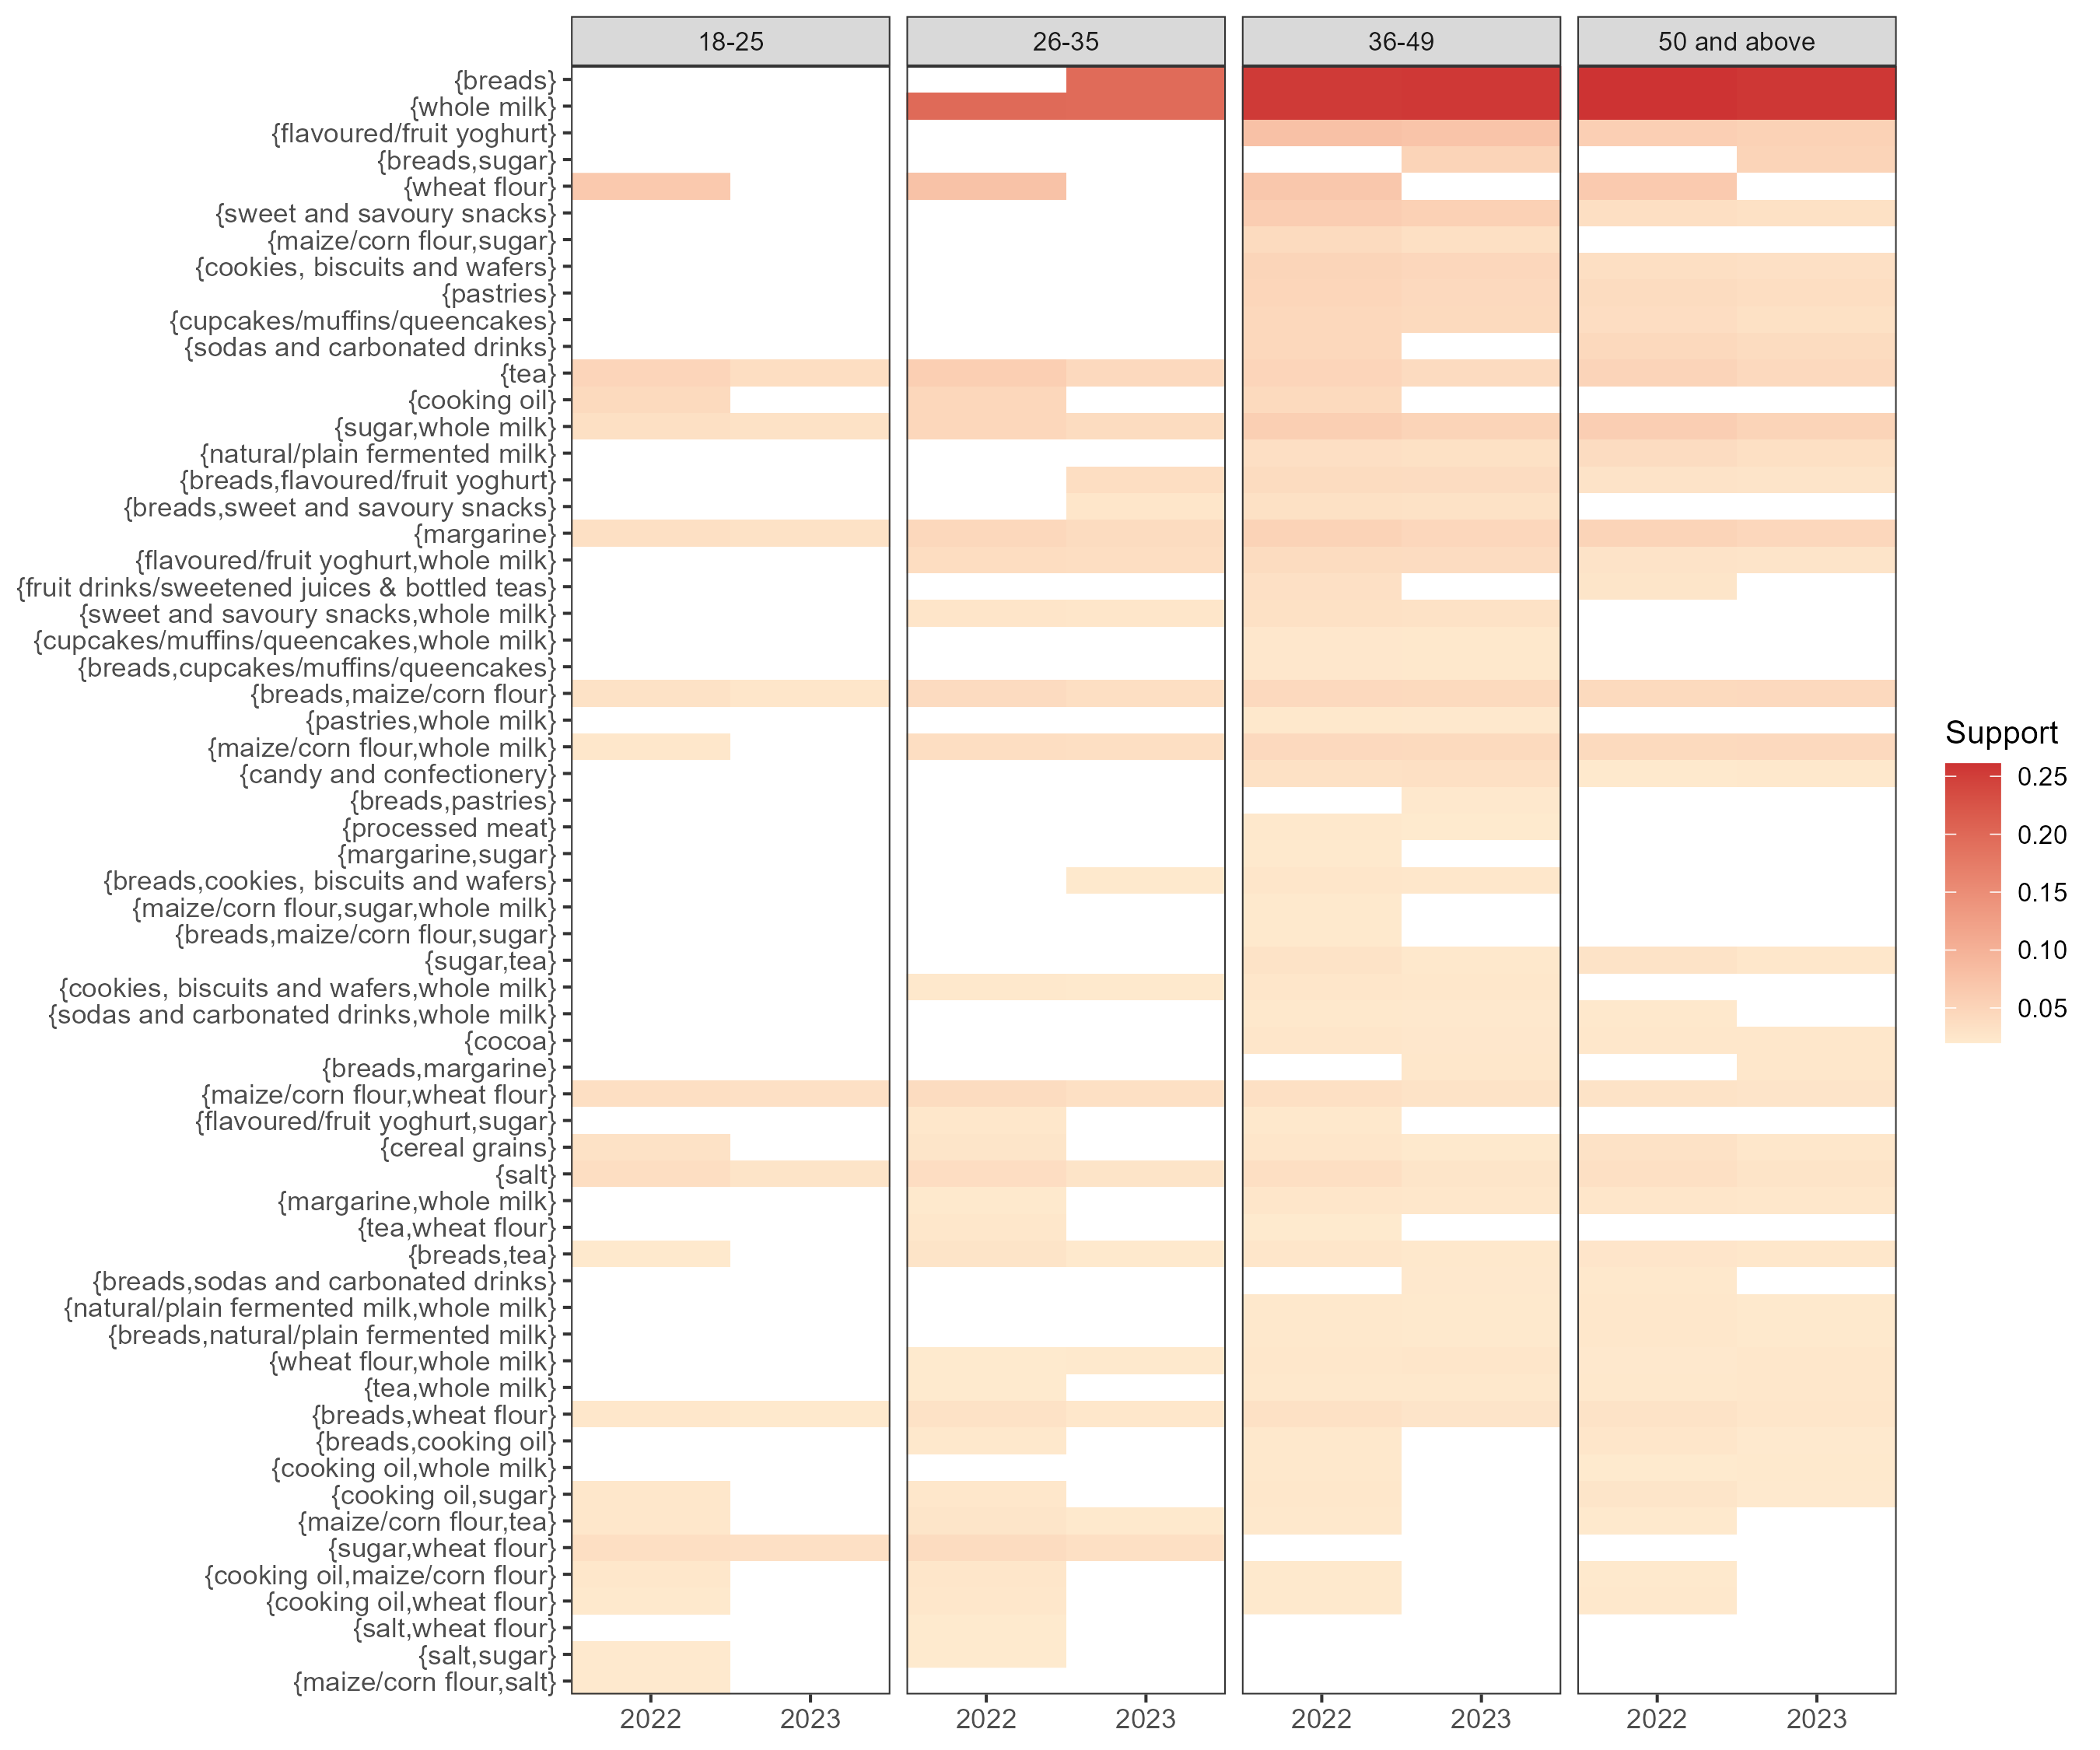 18-25 26-35 36-49 50 and above
{breads}
{whole milk}
{flavoured/fruit yoghurt}
{breads,sugar}
{wheat flour}
{sweet and savoury snacks}
{maize/corn flour,sugar}
{cookies, biscuits and wafers}
{pastries}
{cupcakes/muffins/queencakes}
{sodas and carbonated drinks}
{tea}
{cooking oil}
{sugar,whole milk}
{natural/plain fermented milk}
{breads,flavoured/fruit yoghurt}
{breads,sweet and savoury snacks}
{margarine}
{flavoured/fruit yoghurt,whole milk}
{fruit drinks/sweetened juices & bottled teas}
{sweet and savoury snacks,whole milk}
{cupcakes/muffins/queencakes,whole milk}
{breads,cupcakes/muffins/queencakes}
{breads,maize/corn flour}
{pastries,whole milk}
{maize/corn flour,whole milk}
{candy and confectionery}
{breads,pastries}
{processed meat}
{margarine,sugar}
{breads,cookies, biscuits and wafers}
{maize/corn flour,sugar,whole milk}
{breads,maize/corn flour,sugar}
{sugar,tea}
{cookies, biscuits and wafers,whole milk}
{sodas and carbonated drinks,whole milk}
{cocoa}
{breads,margarine}
{maize/corn flour,wheat flour}
{flavoured/fruit yoghurt,sugar}
{cereal grains}
{salt}
{margarine,whole milk}
{tea,wheat flour}
{breads,tea}
{breads,sodas and carbonated drinks}
{natural/plain fermented milk,whole milk}
{breads,natural/plain fermented milk}
{wheat flour,whole milk}
{tea,whole milk}
{breads,wheat flour}
{breads,cooking oil}
{cooking oil,whole milk}
{cooking oil,sugar}
{maize/corn flour,tea}
{sugar,wheat flour}
{cooking oil,maize/corn flour}
{cooking oil,wheat flour}
{salt,wheat flour}
{salt,sugar}
{maize/corn flour,salt}
2022 2023 2022 2023 2022 2023 2022 2023
Support
0.25
0.20
0.15
0.10
0.05